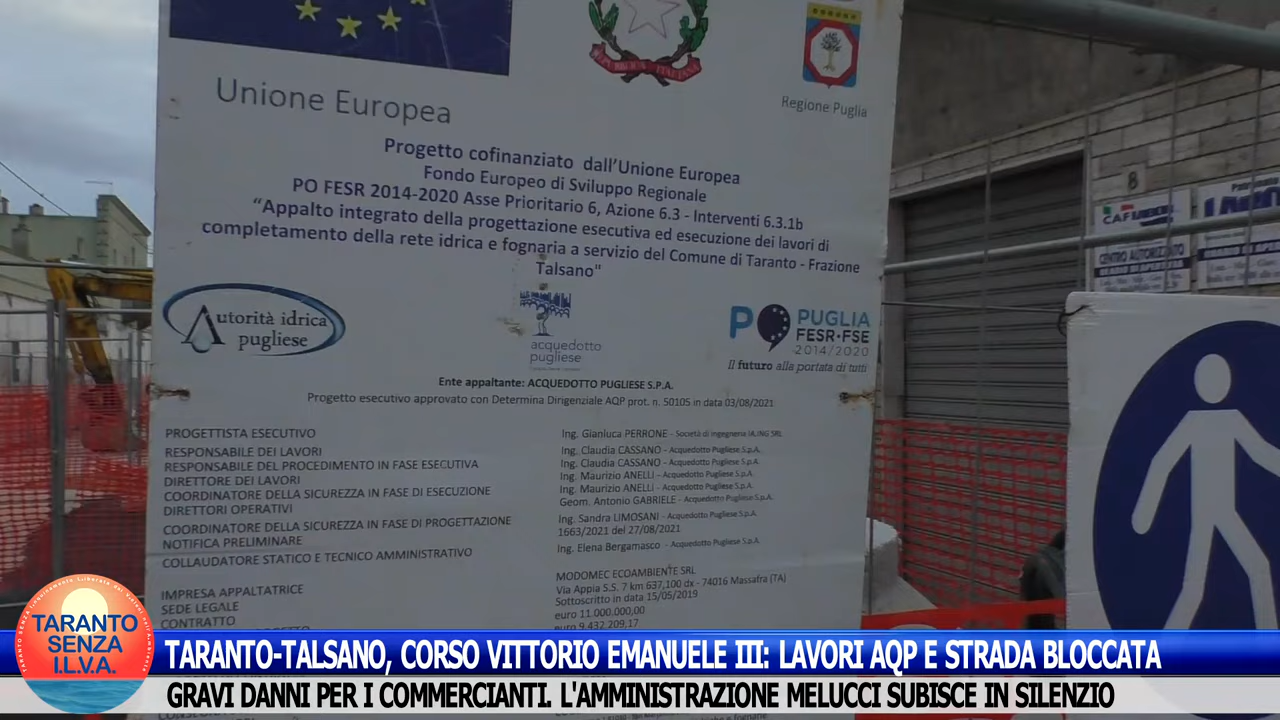 REPUBBLICA ITALIANA
Unione Europea
Regione Puglia
Progetto cofinanziato dall'Unione Europea
Fondo Europeo di Sviluppo Regionale
PO FESR 2014-2020 Asse Prioritario 6, Azione 6.3 - Interventi 6.3.1b
“Appalto integrato della progettazione esecutiva ed esecuzione dei lavori di
completamento della rete idrica e fognaria a servizio del Comune di Taranto - Frazione
Talsano"
Autorità idrica
pugliese
acquedotto
pugliese
PO PUGLIA
FESR•FSE
2014/2020
Il futuro alla portata di tutti
Ente appaltante: ACQUEDOTTO PUGLIESE S.P.A.
Progetto esecutivo approvato con Determina Dirigenziale AQP prot. n. 50105 in data 03/08/2021
PROGETTISTA ESECUTIVO
RESPONSABILE DEI LAVORI
RESPONSABILE DEL PROCEDIMENTO IN FASE ESECUTIVA
DIRETTORE DEI LAVORI
COORDINATORE DELLA SICUREZZA IN FASE DI ESECUZIONE
DIRETTORI OPERATIVI
COORDINATORE DELLA SICUREZZA IN FASE DI PROGETTAZIONE
NOTIFICA PRELIMINARE
COLLAUDATORE STATICO E TECNICO AMMINISTRATIVO
IMPRESA APPALTATRICE
SEDE LEGALE
CONTRATTO
Ing. Gianluca PERRONE - Società di ingegneria IA.ING SRL
Ing. Claudia CASSANO - Acquedotto Pugliese S.p.A.
Ing. Claudia CASSANO - Acquedotto Pugliese S.p.A.
Ing. Maurizio ANELLI - Acquedotto Pugliese S.p.A.
Ing. Maurizio ANELLI - Acquedotto Pugliese S.p.A.
Geom. Antonio GABRIELE - Acquedotto Pugliese S.p.A.
Ing. Sandra LIMOSANI - Acquedotto Pugliese S.p.A.
1663/2021 del 27/08/2021
Ing. Elena Bergamasco - Acquedotto Pugliese S.p.A.
MODOMEC ECOAMBIENTE SRL
Via Appia S.S. 7 km 637,100 dx - 74016 Massafra (TA)
Sottoscritto in data 15/05/2019
euro 11.000.000,00
euro 9.432.209,17
8
CAF
CENTRO AUTORIZZATO
TARANTO
SENZA
I.L.V.A.
TARANTO-TALSANO, CORSO VITTORIO EMANUELE III: LAVORI AQP E STRADA BLOCCATA
GRAVI DANNI PER I COMMERCIANTI. L'AMMINISTRAZIONE MELUCCI SUBISCE IN SILENZIO